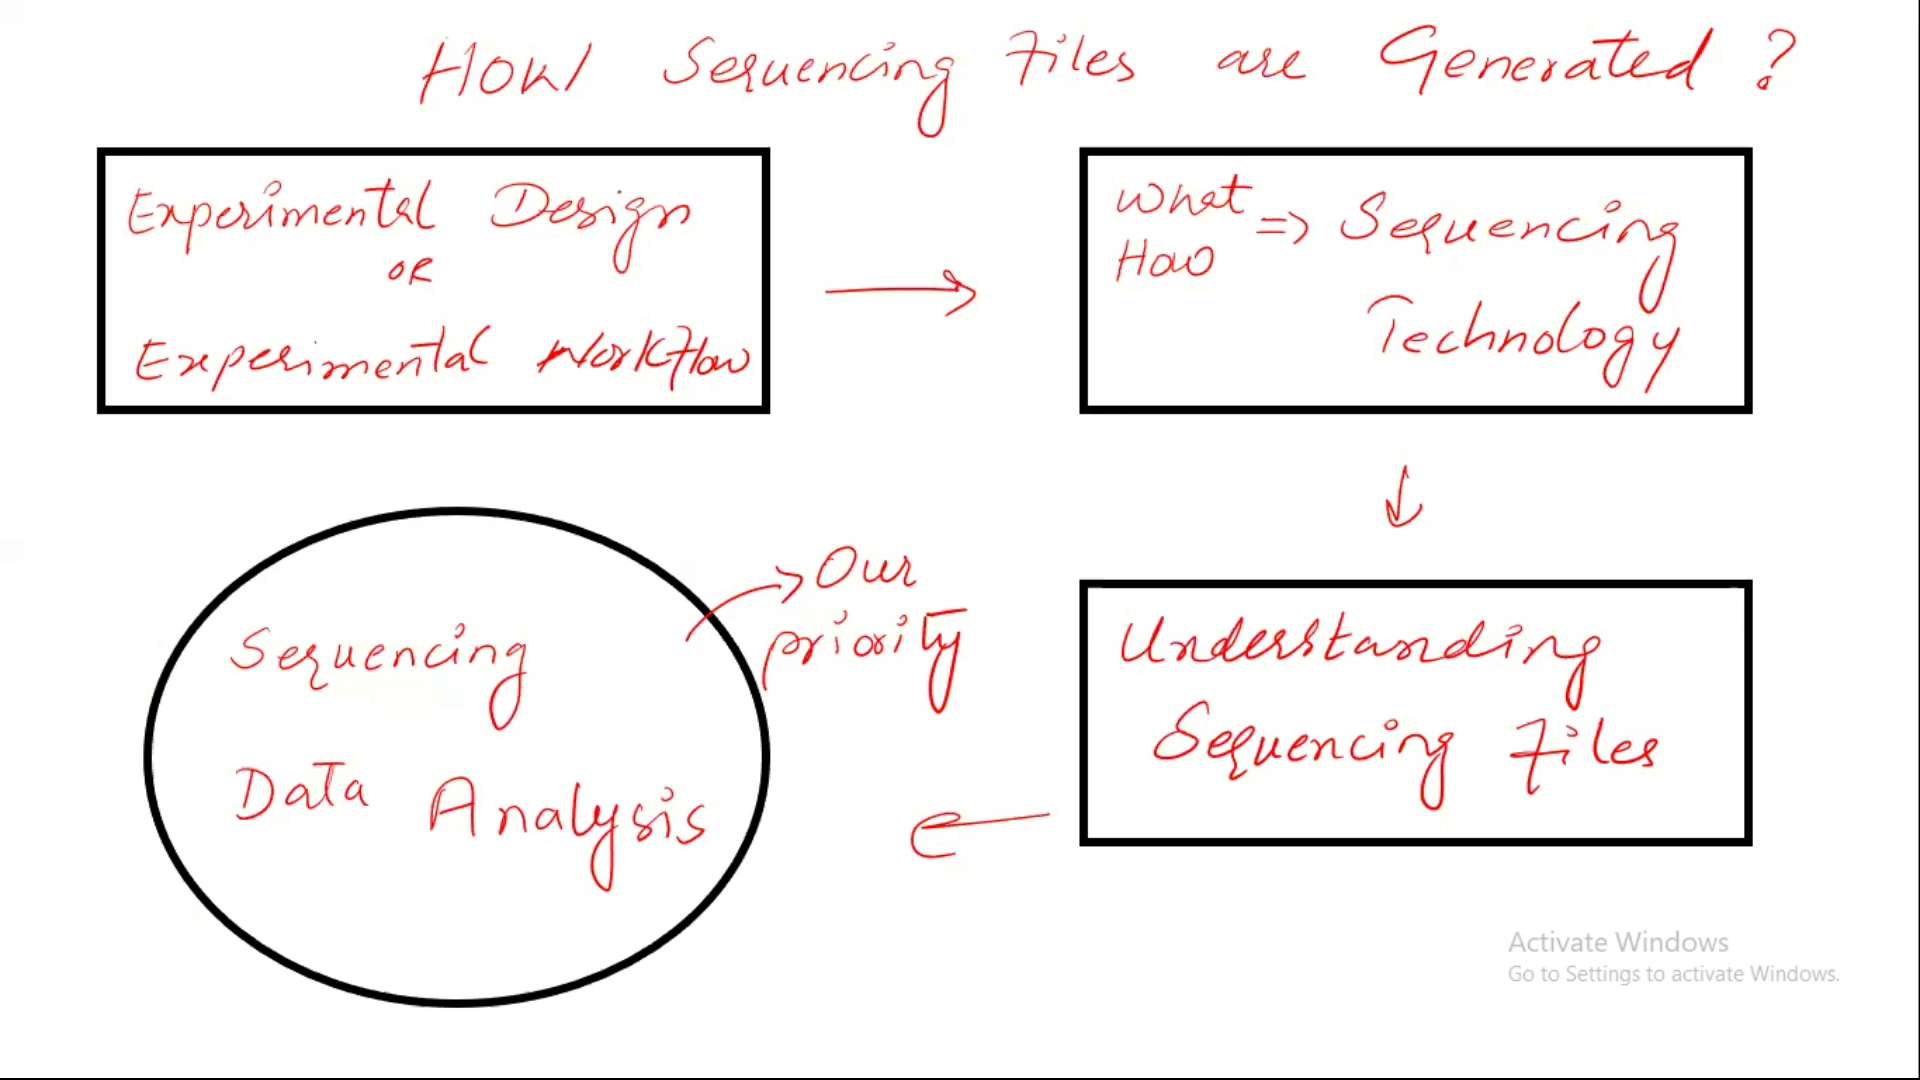 How Sequencing Files are Generated ?
Experimental Design
OR
Experimental Workflow
What
How
=> Sequencing
Technology
Our
priority
Sequencing
Data Analysis
Understanding
Sequencing Files
Activate Windows
Go to Settings to activate Windows.